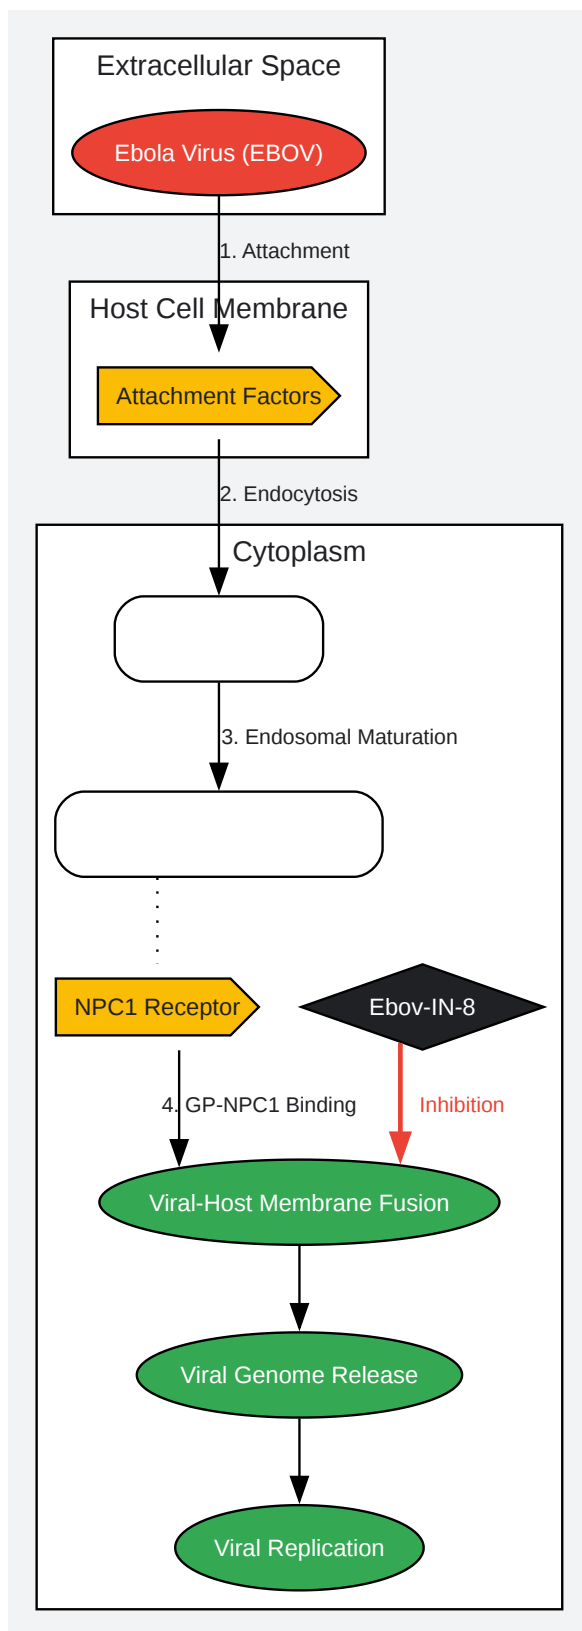 Extracellular Space
Ebola Virus (EBOV)
1. Attachment
Host Cell Membrane
Attachment Factors
2. Endocytosis
Cytoplasm
3. Endosomal Maturation
NPC1 Receptor
Ebov-IN-8
4. GP-NPC1 Binding
Inhibition
Viral-Host Membrane Fusion
Viral Genome Release
Viral Replication